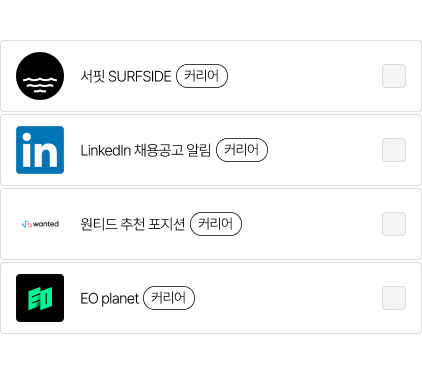 서핏 SURFSIDE 커리어
in
LinkedIn 채용공고 알림 커리어
wanted
원티드 추천 포지션 커리어
EO
EO planet 커리어